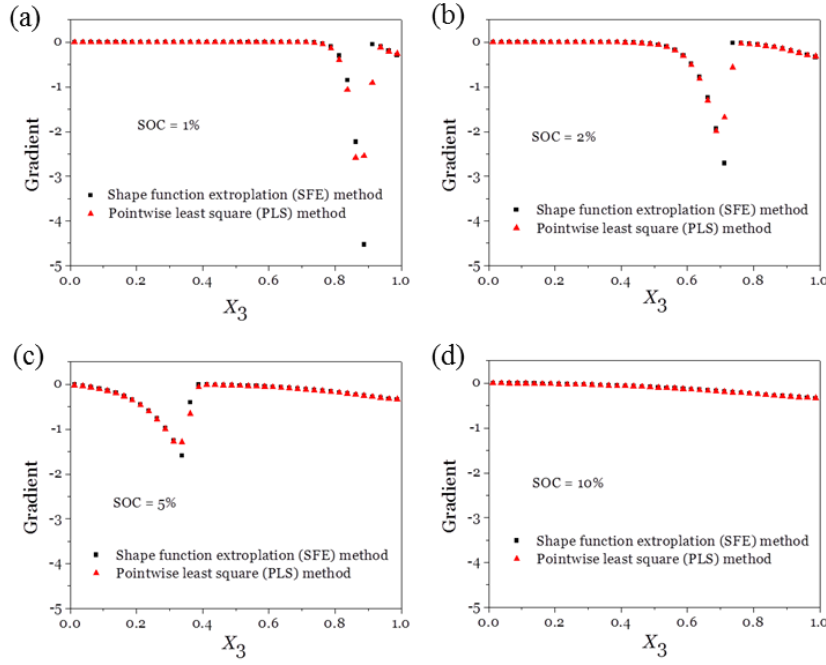 (a)
0
-1
-2
-3
-4
-5
Gradient
SOC = 1%
Shape function extroplation (SFE) method
Pointwise least square (PLS) method
0.0 0.2 0.4 0.6 0.8 1.0
X3
(b)
0
-1
-2
-3
-4
-5
Gradient
SOC = 2%
Shape function extroplation (SFE) method
Pointwise least square (PLS) method
0.0 0.2 0.4 0.6 0.8 1.0
X3
(c)
0
-1
-2
-3
-4
-5
Gradient
SOC = 5%
Shape function extroplation (SFE) method
Pointwise least square (PLS) method
0.0 0.2 0.4 0.6 0.8 1.0
X3
(d)
0
-1
-2
-3
-4
-5
Gradient
SOC = 10%
Shape function extroplation (SFE) method
Pointwise least square (PLS) method
0.0 0.2 0.4 0.6 0.8 1.0
X3